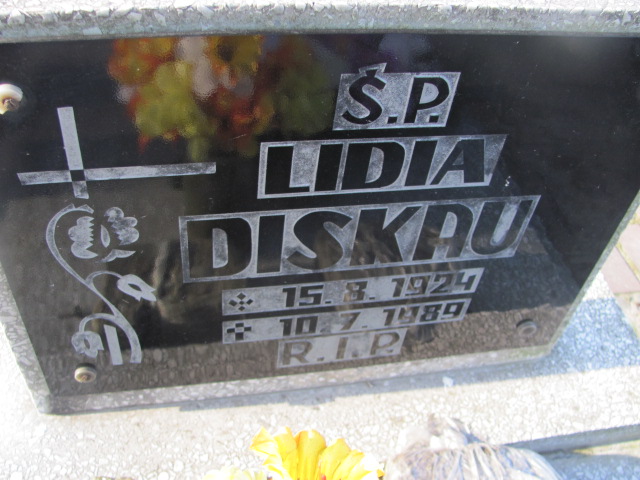 Ś.P.
LIDIA
DISKAU
15.8.1924
10.7.1989
R.I.P.